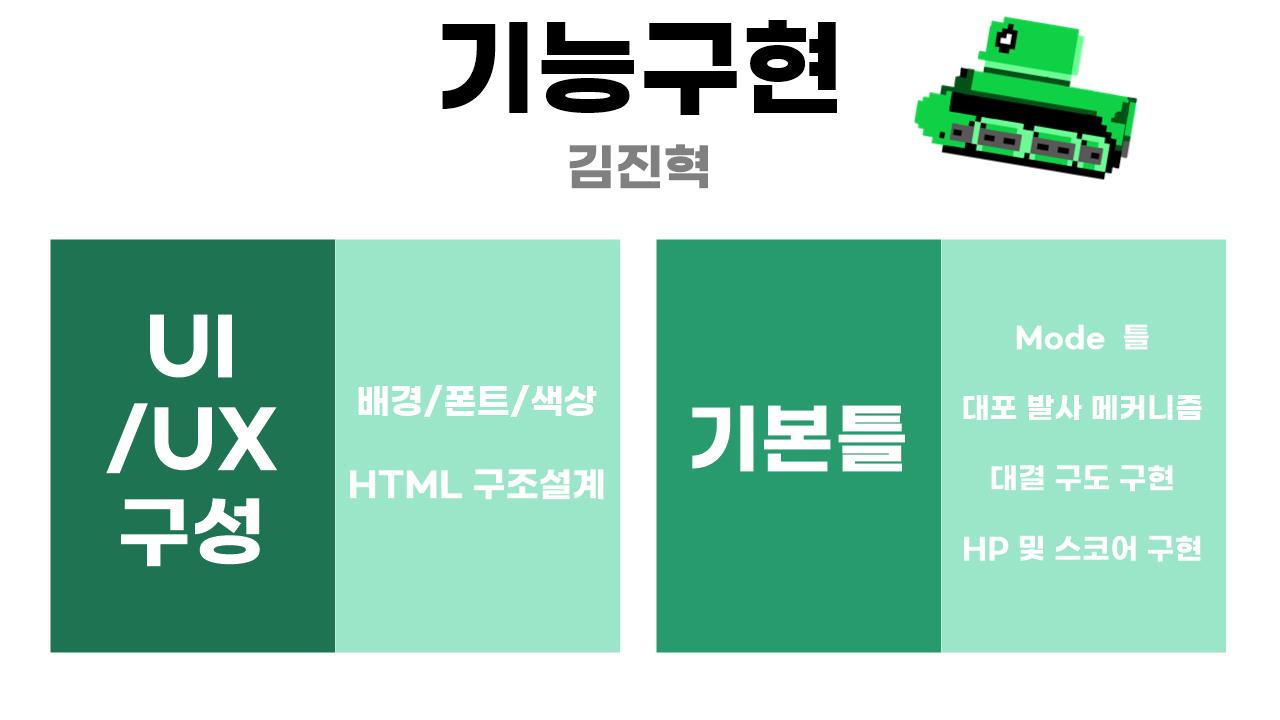 기능구현
김진혁
UI
/UX
구성
배경/폰트/색상
HTML 구조설계
기본틀
Mode 틀
대포 발사 메커니즘
대결 구도 구현
HP 및 스코어 구현